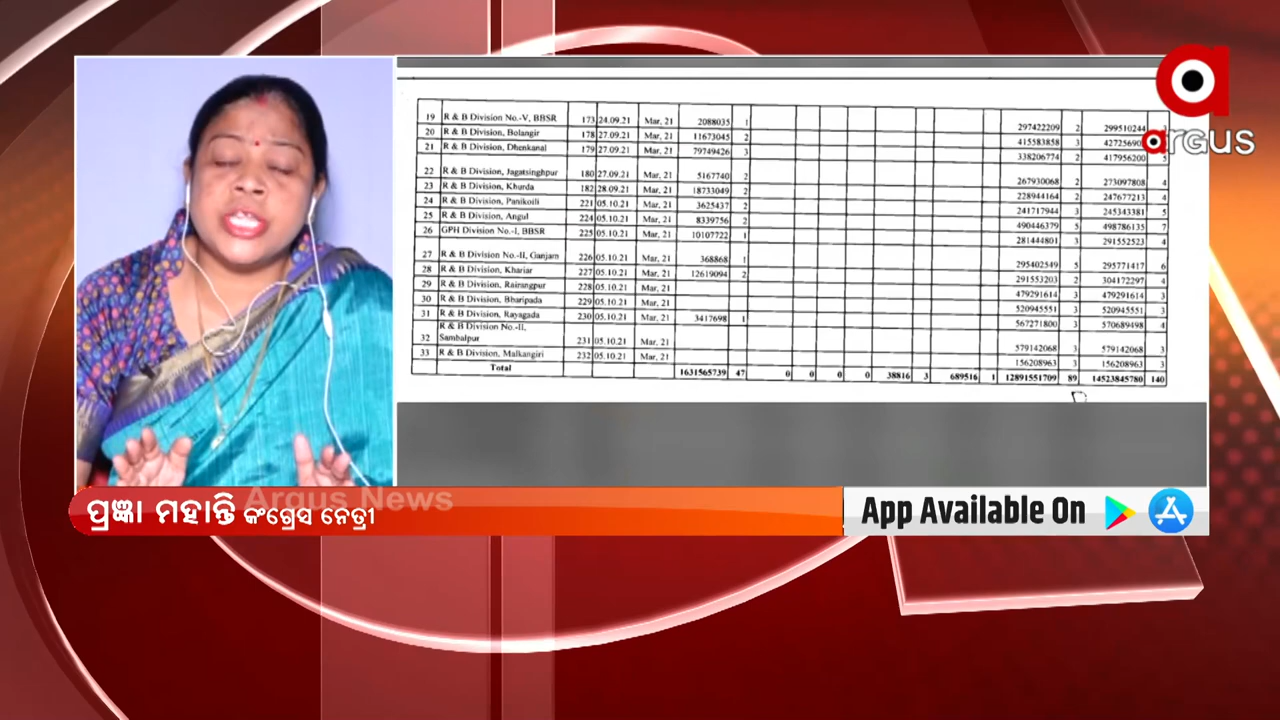 argus
19 R & B Division No.-V, BBSR 173 24.09.21 Mar, 21 2088035 1 297422209 2 299510244
20 R & B Division, Bolangir 178 27.09.21 Mar, 21 11673045 2 415583858 3
21 R & B Division, Dhenkanal 179 27.09.21 Mar, 21 79749426 3 338206774 2 417956200 5
22 R & B Division, Jagatsinghpur 180 27.09.21 Mar, 21 5167740 2 267930068 2 273097808 4
23 R & B Division, Khurda 182 28.09.21 Mar, 21 18733049 2 228944164 2 247677213 4
24 R & B Division, Panikoili 221 05.10.21 Mar, 21 3625437 2 241717944 3 245343381 5
25 R & B Division, Angul 224 05.10.21 Mar, 21 8339756 2 490446379 5 498786135 7
26 GPH Division No.-I, BBSR 225 05.10.21 Mar, 21 10107722 1 281444801 3 291552523 4
27 R & B Division No.-II, Ganjam 226 05.10.21 Mar, 21 368868 1 295402549 5 295771417 6
28 R & B Division, Khariar 227 05.10.21 Mar, 21 12619094 2 291553203 2 304172297 4
29 R & B Division, Rairangpur 228 05.10.21 Mar, 21 479291614 3 479291614 3
30 R & B Division, Baripada 229 05.10.21 Mar, 21 520945551 3 520945551 3
31 R & B Division, Rayagada 230 05.10.21 Mar, 21 3417698 1 567271800 3 570689498 4
R & B Division No.-II,
32 Sambalpur 231 05.10.21 Mar, 21 579142068 3 579142068 3
33 R & B Division, Malkangiri 232 05.10.21 Mar, 21 156208963 3 156208963 3
Total 1631565739 47 0 0 0 0 38816 3 689516 1 12891551709 89 14523845780 140
Argus News
ପ୍ରଜ୍ଞା ମହାନ୍ତି କଂଗ୍ରେସ ନେତ୍ରୀ
App Available On